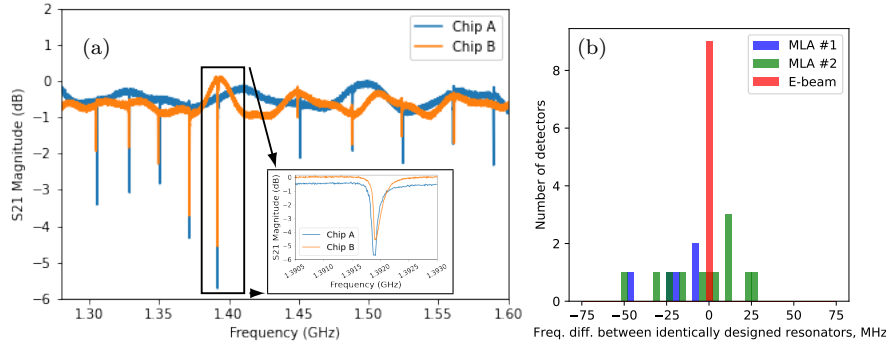 (a)
Chip A
Chip B
1
0
−1
−2
−3
−4
−5
−6
S21 Magnitude (dB)
1.30
1.35
1.40
1.45
1.50
1.55
1.60
Frequency (GHz)
0
−1
−2
−3
−4
−5
−6
S21 Magnitude (dB)
Chip A
Chip B
1.3905
1.3910
1.3915
1.3920
1.3925
1.3930
Frequency (GHz)
(b)
MLA #1
MLA #2
E-beam
8
6
4
2
0
Number of detectors
−75
−50
−25
0
25
50
75
Freq. diff. between identically designed resonators, MHz